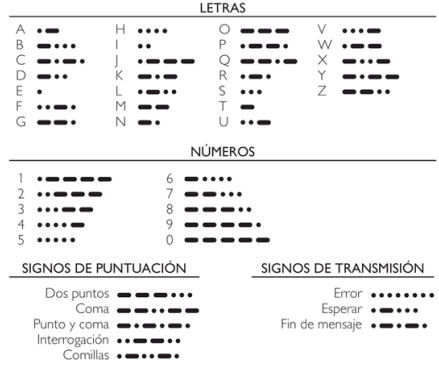 LETRAS
A H O V
B I P W
C J Q X
D K R Y
E L S Z
F M T
G N U
NÚMEROS
1 6
2 7
3 8
4 9
5 0
SIGNOS DE PUNTUACIÓN
Dos puntos
Coma
Punto y coma
Interrogación
Comillas
SIGNOS DE TRANSMISIÓN
Error
Esperar
Fin de mensaje